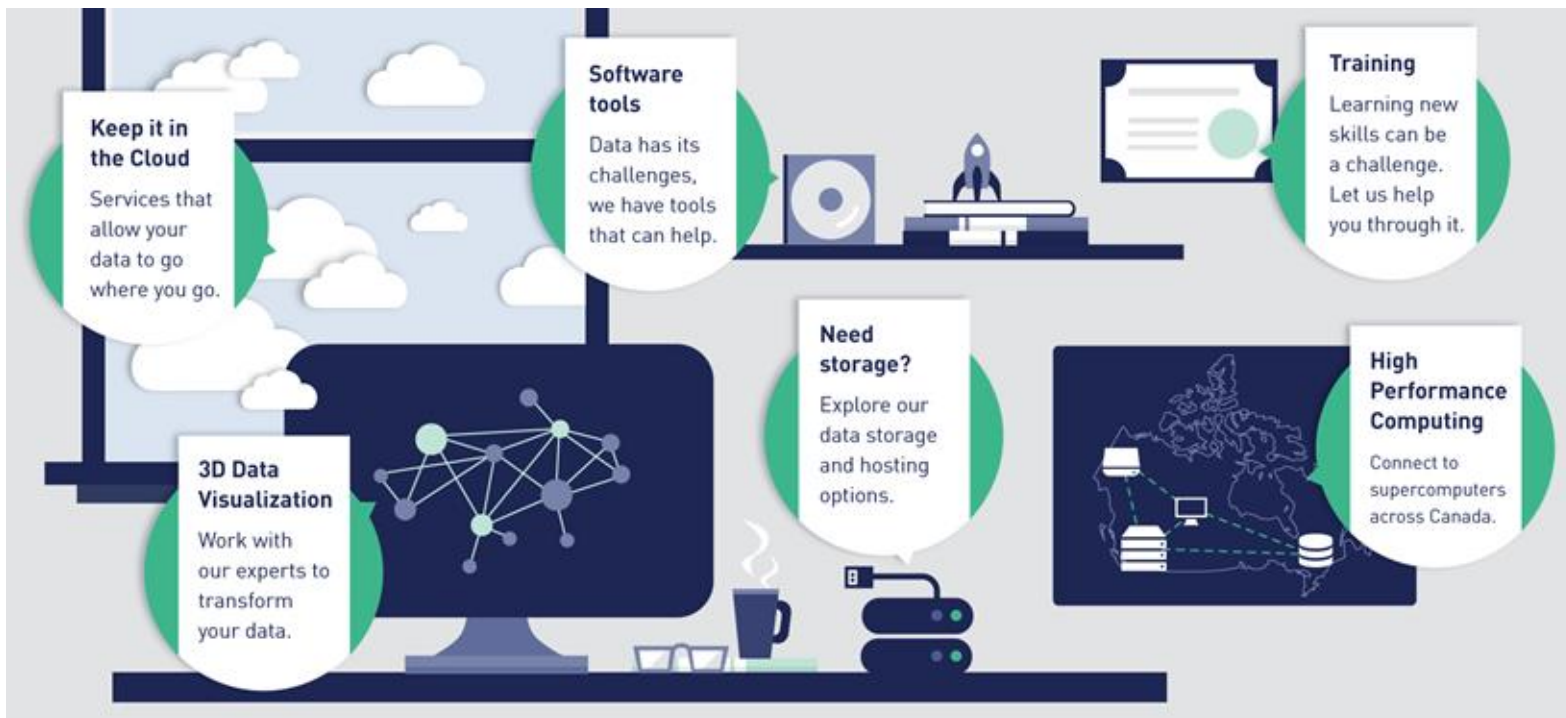 Keep it in
the Cloud
Services that
allow your
data to go
where you go.
Software
tools
Data has its
challenges,
we have tools
that can help.
Training
Learning new
skills can be
a challenge.
Let us help
you through it.
3D Data
Visualization
Work with
our experts to
transform
your data.
Need
storage?
Explore our
data storage
and hosting
options.
High
Performance
Computing
Connect to
supercomputers
across Canada.